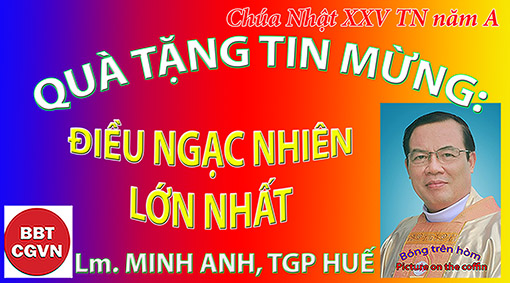 Chúa Nhật XXV TN năm A
QUÀ TẶNG TIN MỪNG:
ĐIỀU NGẠC NHIÊN
LỚN NHẤT
BBT
CGVN
Lm. MINH ANH, TGP HUẾ
Bóng trên hòm
Picture on the coffin